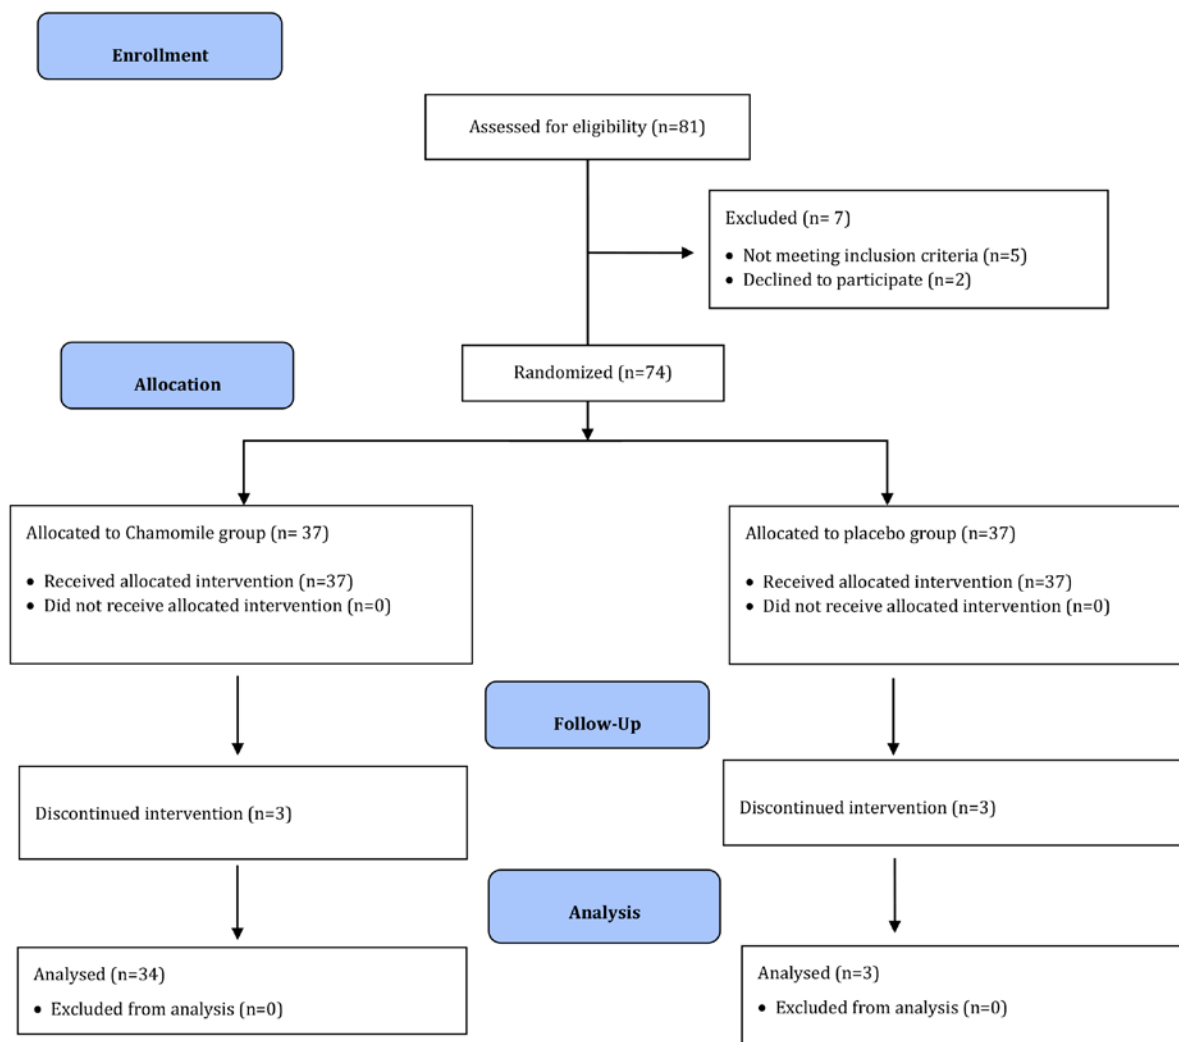 Enrollment
Assessed for eligibility (n=81)
Excluded (n= 7)
• Not meeting inclusion criteria (n=5)
• Declined to participate (n=2)
Randomized (n=74)
Allocation
Allocated to Chamomile group (n= 37)
• Received allocated intervention (n=37)
• Did not receive allocated intervention (n=0)
Allocated to placebo group (n=37)
• Received allocated intervention (n=37)
• Did not receive allocated intervention (n=0)
Follow-Up
Discontinued intervention (n=3)
Discontinued intervention (n=3)
Analysis
Analysed (n=34)
• Excluded from analysis (n=0)
Analysed (n=3)
• Excluded from analysis (n=0)